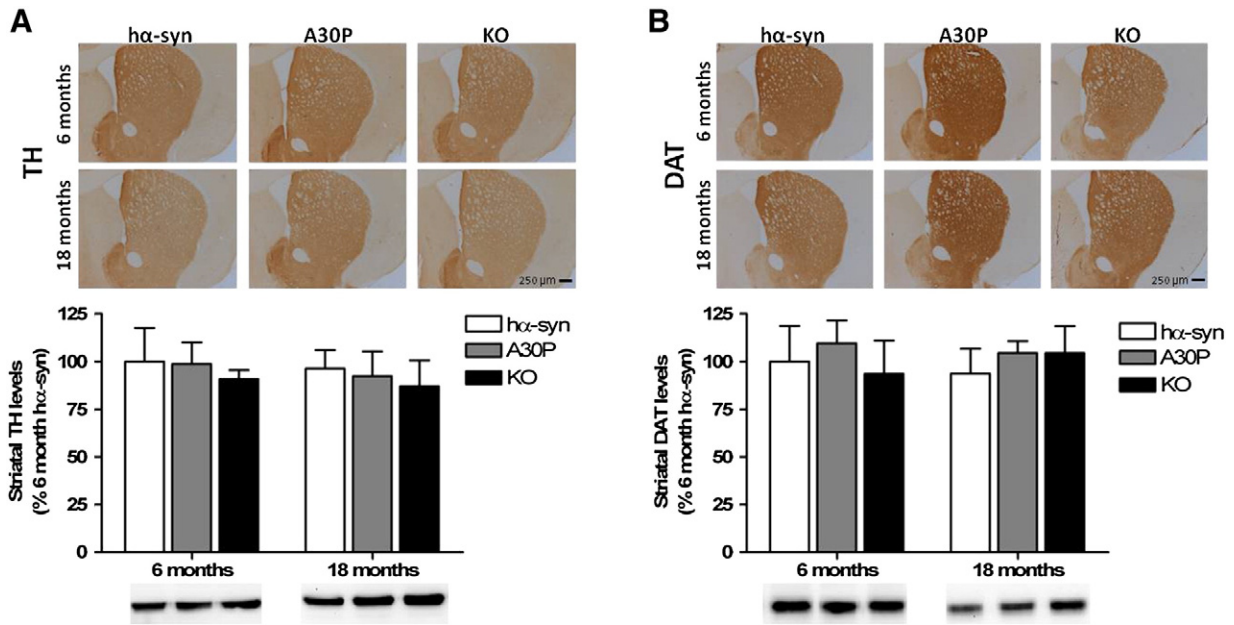 A
hα-syn A30P KO
TH
6 months
18 months
250 µm
Striatal TH levels
(% 6 month hα-syn)
125
100
75
50
25
0
6 months 18 months
hα-syn
A30P
KO
B
hα-syn A30P KO
DAT
6 months
18 months
250 µm
Striatal DAT levels
(% 6 month hα-syn)
125
100
75
50
25
0
6 months 18 months
hα-syn
A30P
KO